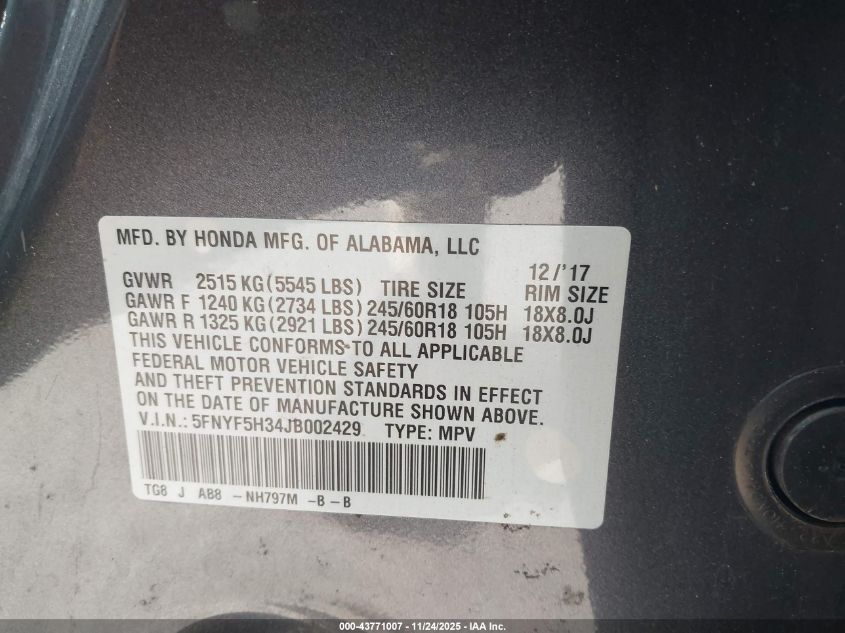 MFD. BY HONDA MFG. OF ALABAMA, LLC
12/'17
GVWR 2515 KG (5545 LBS) TIRE SIZE RIM SIZE
GAWR F 1240 KG (2734 LBS) 245/60R18 105H 18X8.0J
GAWR R 1325 KG (2921 LBS) 245/60R18 105H 18X8.0J
THIS VEHICLE CONFORMS TO ALL APPLICABLE
FEDERAL MOTOR VEHICLE SAFETY
AND THEFT PREVENTION STANDARDS IN EFFECT
ON THE DATE OF MANUFACTURE SHOWN ABOVE.
V.I.N.: 5FNYF5H34JB002429 TYPE: MPV
TG8 J AB8 - NH797M -B - B
000-43771007 - 11/24/2025 - IAA Inc.